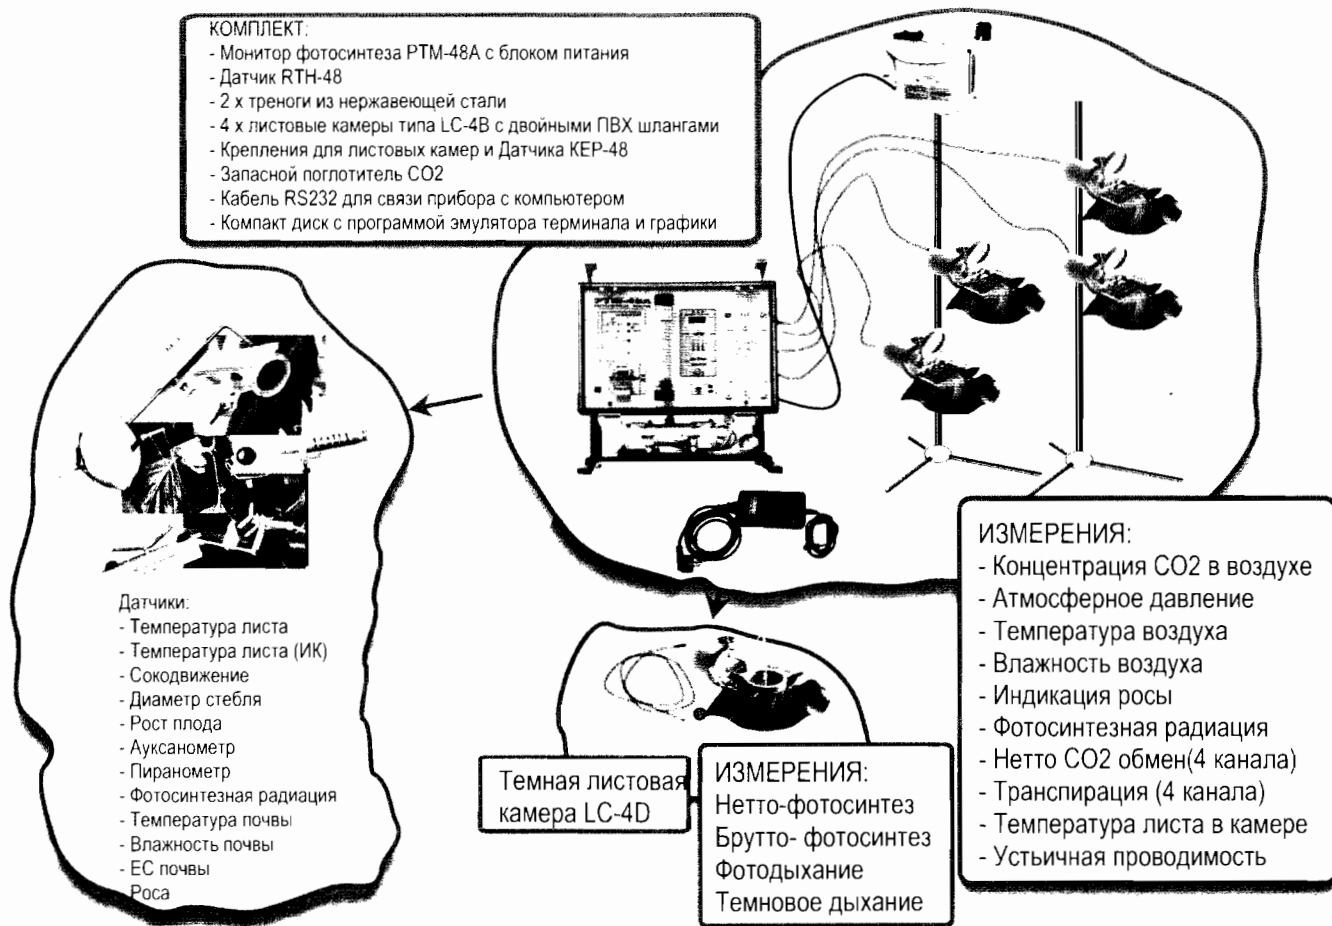 КОМПЛЕКТ:
- Монитор фотосинтеза PTM-48A с блоком питания
- Датчик RTH-48
- 2 х треноги из нержавеющей стали
- 4 х листовые камеры типа LC-4B с двойными ПВХ шлангами
- Крепления для листовых камер и Датчика КЕР-48
- Запасной поглотитель CO2
- Кабель RS232 для связи прибора с компьютером
- Компакт диск с программой эмулятора терминала и графики
PTM-48A
Датчики:
- Температура листа
- Температура листа (ИК)
- Сокодвижение
- Диаметр стебля
- Рост плода
- Ауксанометр
- Пиранометр
- Фотосинтезная радиация
- Температура почвы
- Влажность почвы
- ЕС почвы
- Роса
Темная листовая
камера LC-4D
ИЗМЕРЕНИЯ:
Нетто-фотосинтез
Брутто- фотосинтез
Фотодыхание
Темновое дыхание
ИЗМЕРЕНИЯ:
- Концентрация СО2 в воздухе
- Атмосферное давление
- Температура воздуха
- Влажность воздуха
- Индикация росы
- Фотосинтезная радиация
- Нетто СО2 обмен(4 канала)
- Транспирация (4 канала)
- Температура листа в камере
- Устьичная проводимость